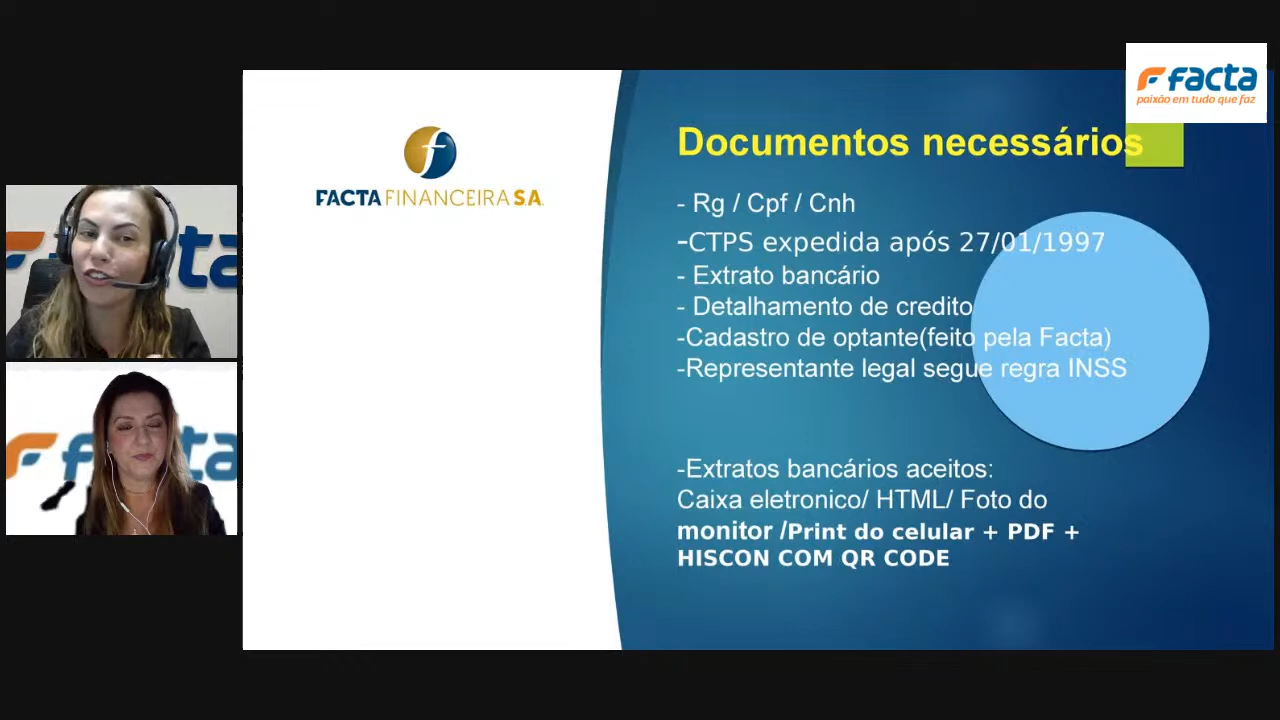 facta
paixão em tudo que faz
FACTA FINANCEIRA S.A.
Documentos necessários
- Rg / Cpf / Cnh
-CTPS expedida após 27/01/1997
- Extrato bancário
- Detalhamento de credito
-Cadastro de optante(feito pela Facta)
-Representante legal segue regra INSS
-Extratos bancários aceitos:
Caixa eletronico/ HTML/ Foto do
monitor /Print do celular + PDF +
HISCON COM QR CODE